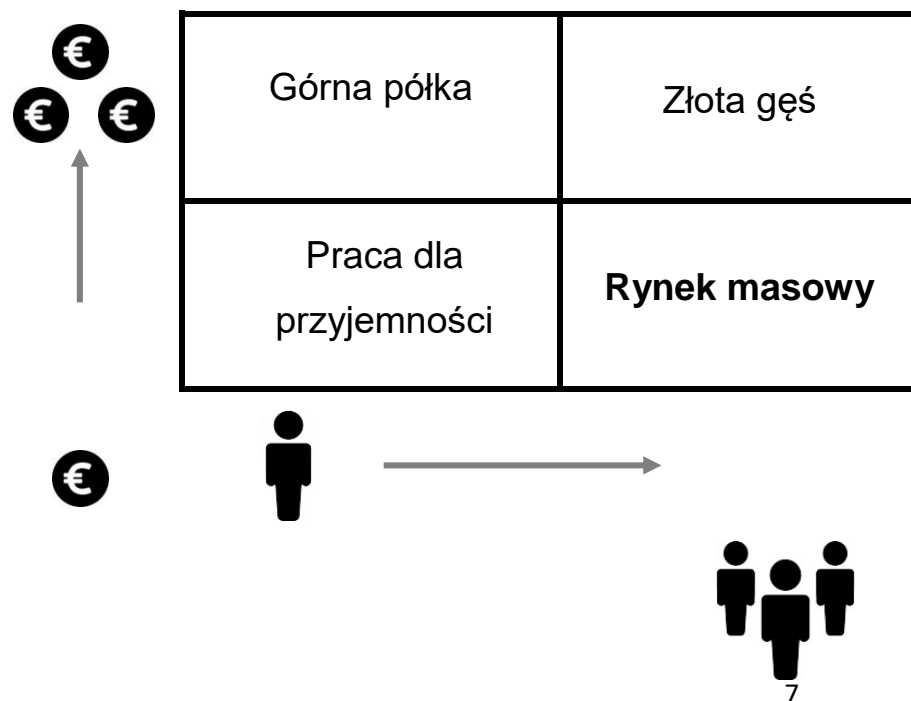 Górna półka
Złota gęś
Praca dla
przyjemności
Rynek masowy
7